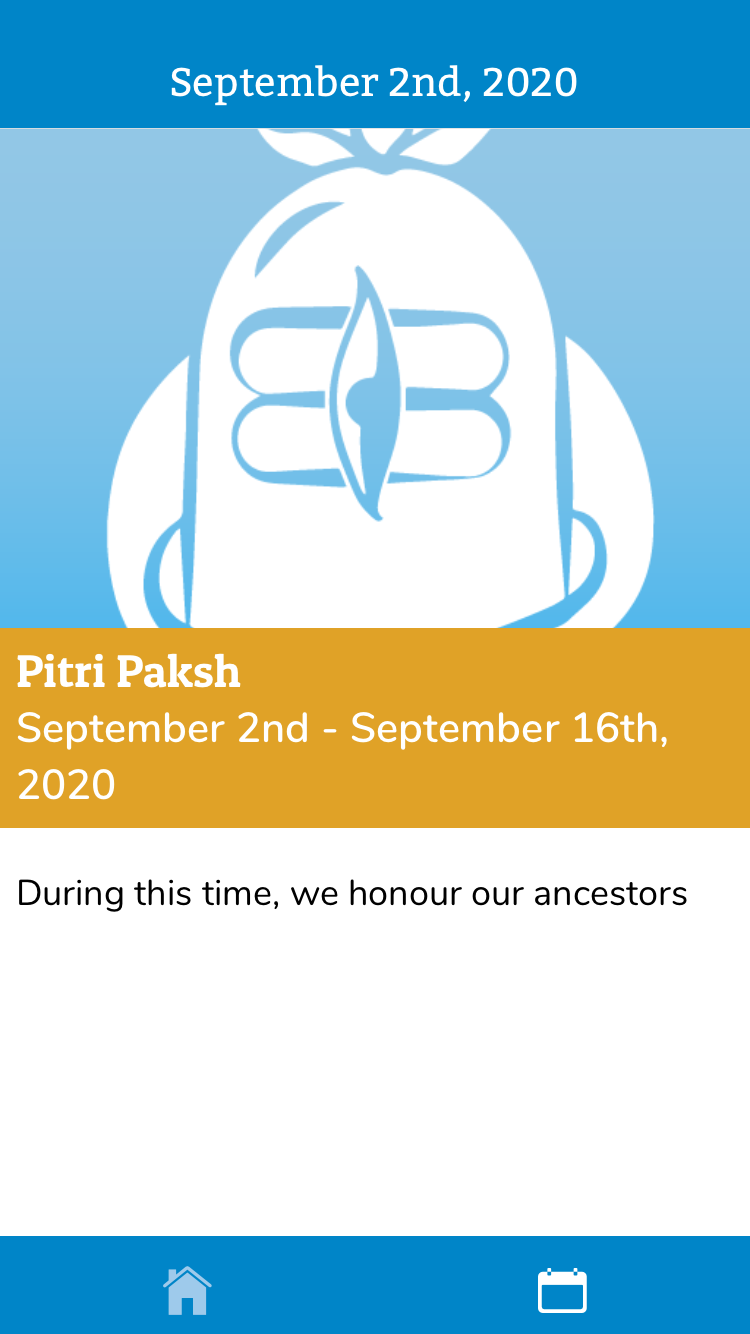 September 2nd, 2020
Pitri Paksh
September 2nd - September 16th,
2020
During this time, we honour our ancestors